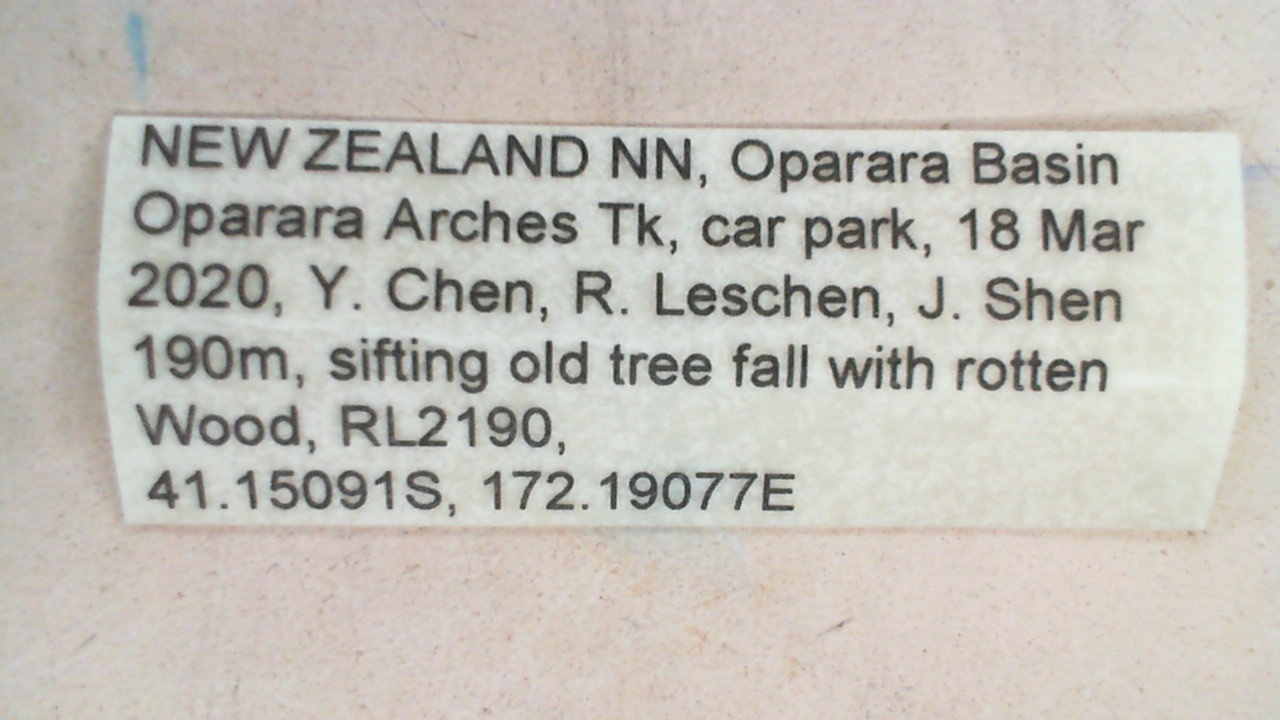 NEW ZEALAND NN, Oparara Basin
Oparara Arches Tk, car park, 18 Mar
2020, Y. Chen, R. Leschen, J. Shen
190m, sifting old tree fall with rotten
Wood, RL2190,
41.15091S, 172.19077E